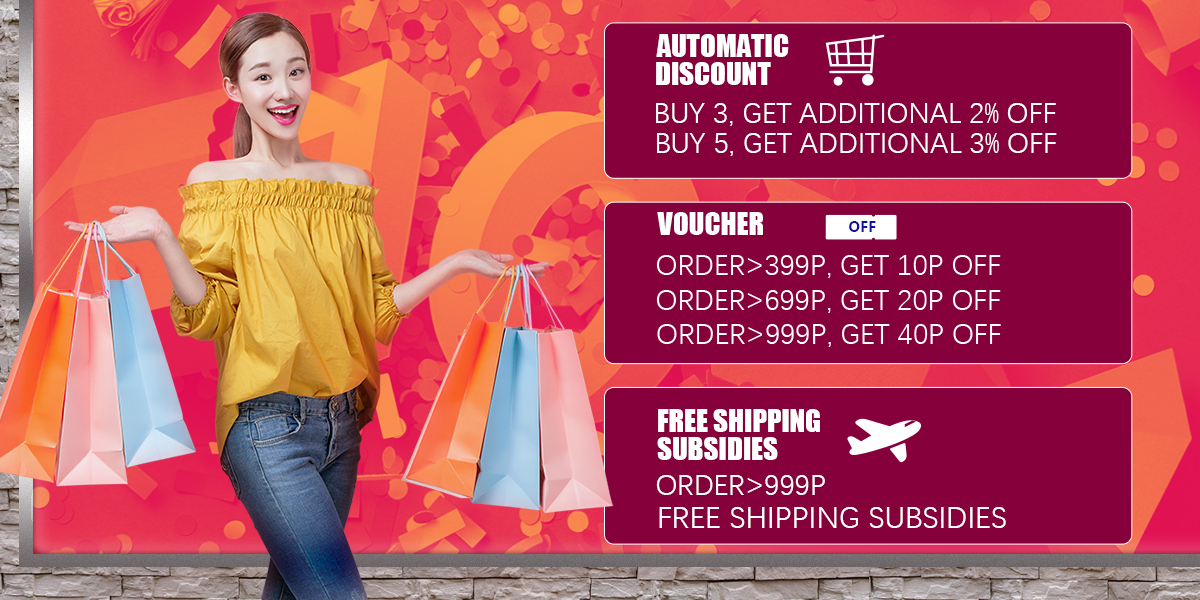 AUTOMATIC
DISCOUNT
BUY 3, GET ADDITIONAL 2% OFF
BUY 5, GET ADDITIONAL 3% OFF
VOUCHER
OFF
ORDER>399P, GET 10P OFF
ORDER>699P, GET 20P OFF
ORDER>999P, GET 40P OFF
FREE SHIPPING
SUBSIDIES
ORDER>999P
FREE SHIPPING SUBSIDIES